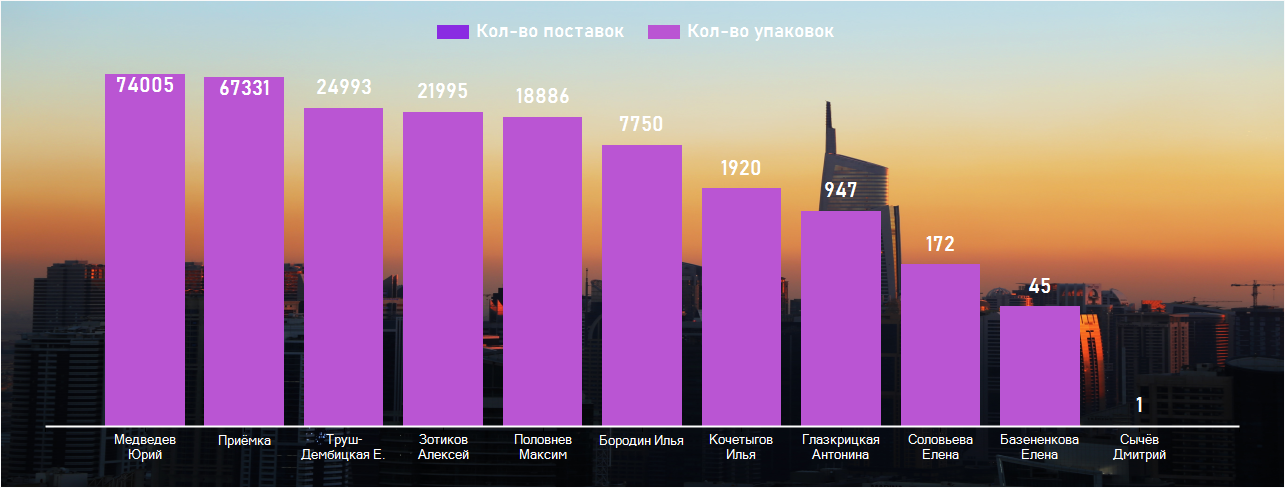 Кол-во поставок Кол-во упаковок
74005 67331 24993 21995 18886 7750 1920 947 172 45 1
Медведев Юрий
Приёмка
Труш-
Дембицкая Е.
Зотиков
Алексей
Половнев
Максим
Бородин Илья
Кочетыгов
Илья
Глазкрицкая
Антонина
Соловьева
Елена
Базененкова
Елена
Сычёв
Дмитрий